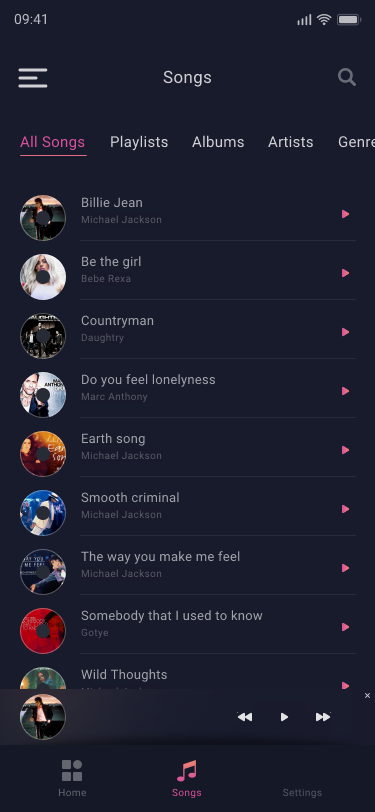 09:41
Songs
All Songs Playlists Albums Artists Genre
Billie Jean
Michael Jackson
Be the girl
Bebe Rexa
Countryman
Daughtry
Do you feel lonelyness
Marc Anthony
Earth song
Michael Jackson
Smooth criminal
Michael Jackson
The way you make me feel
Michael Jackson
Somebody that I used to know
Gotye
Wild Thoughts
Home Songs Settings